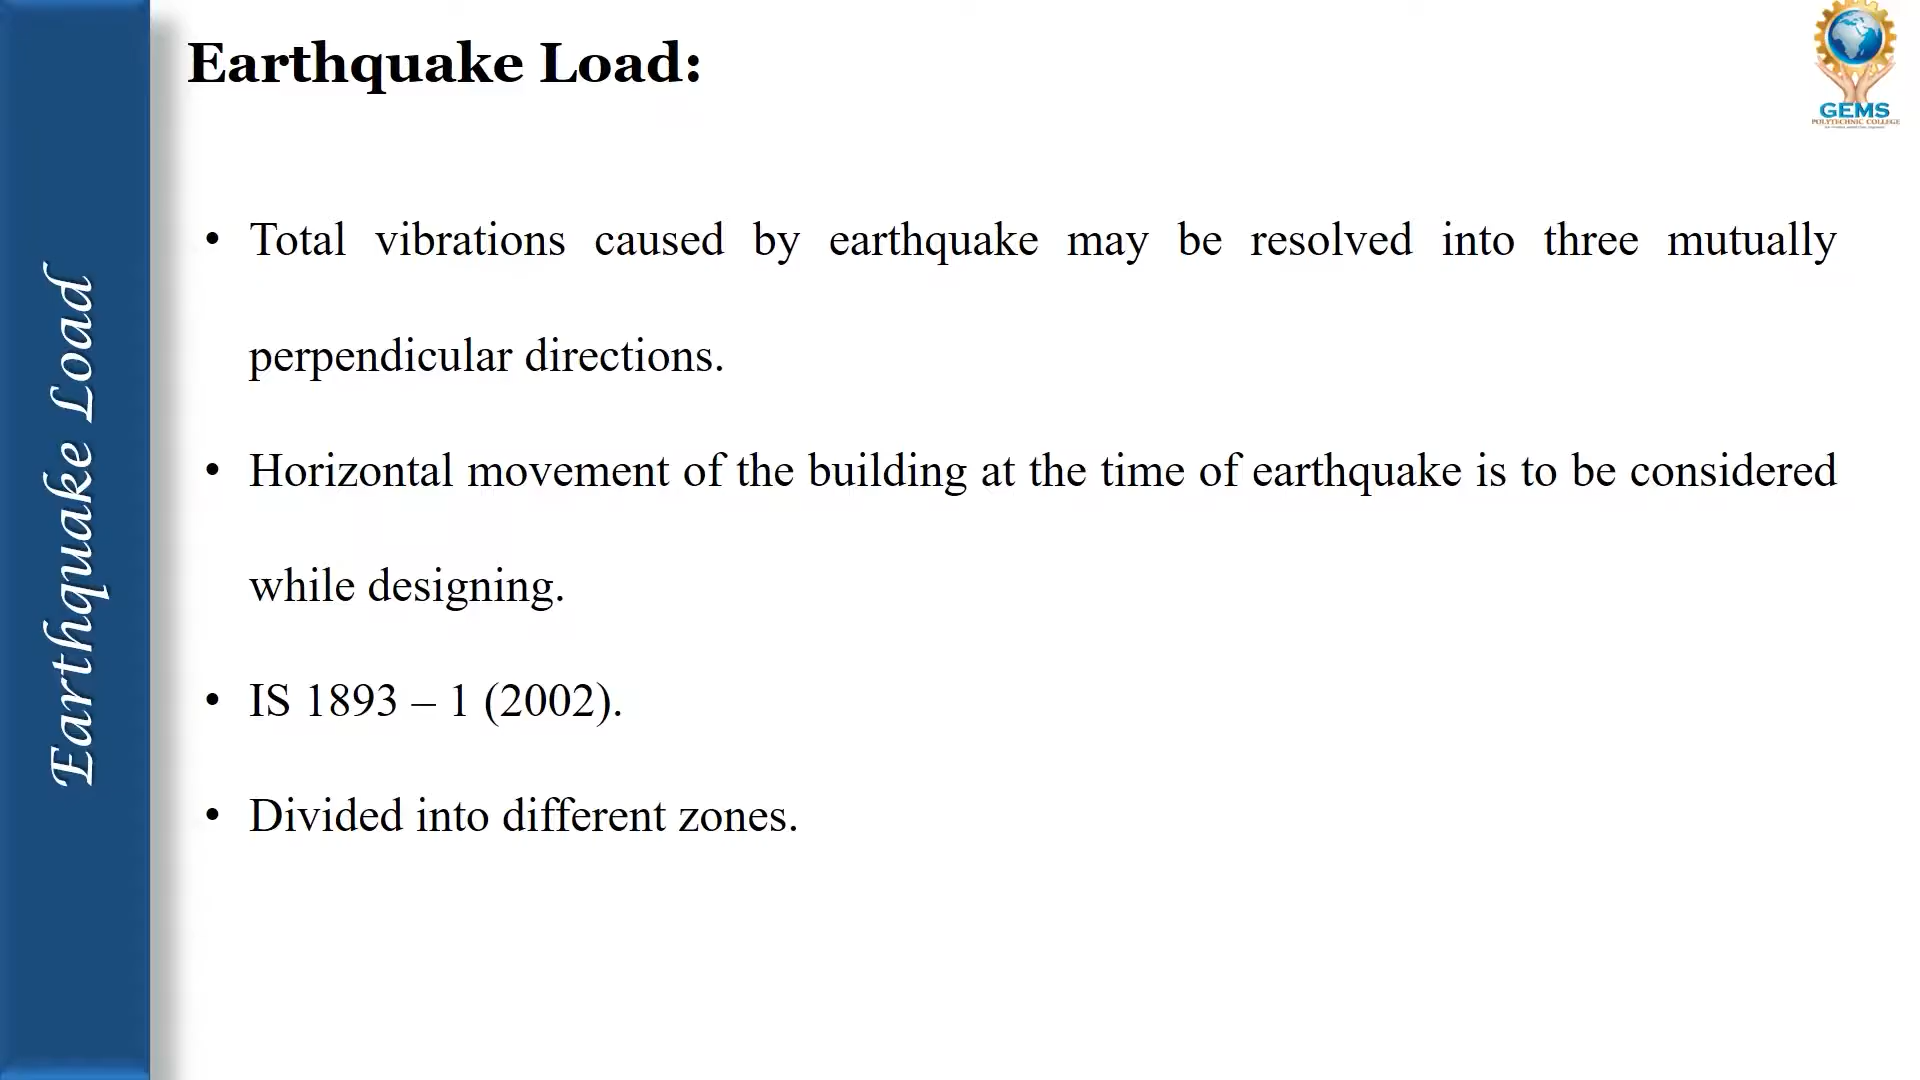 Earthquake Load:
GEMS
POLYTECHNIC COLLEGE
Earthquake Load
• Total vibrations caused by earthquake may be resolved into three mutually
perpendicular directions.
• Horizontal movement of the building at the time of earthquake is to be considered
while designing.
• IS 1893 – 1 (2002).
• Divided into different zones.